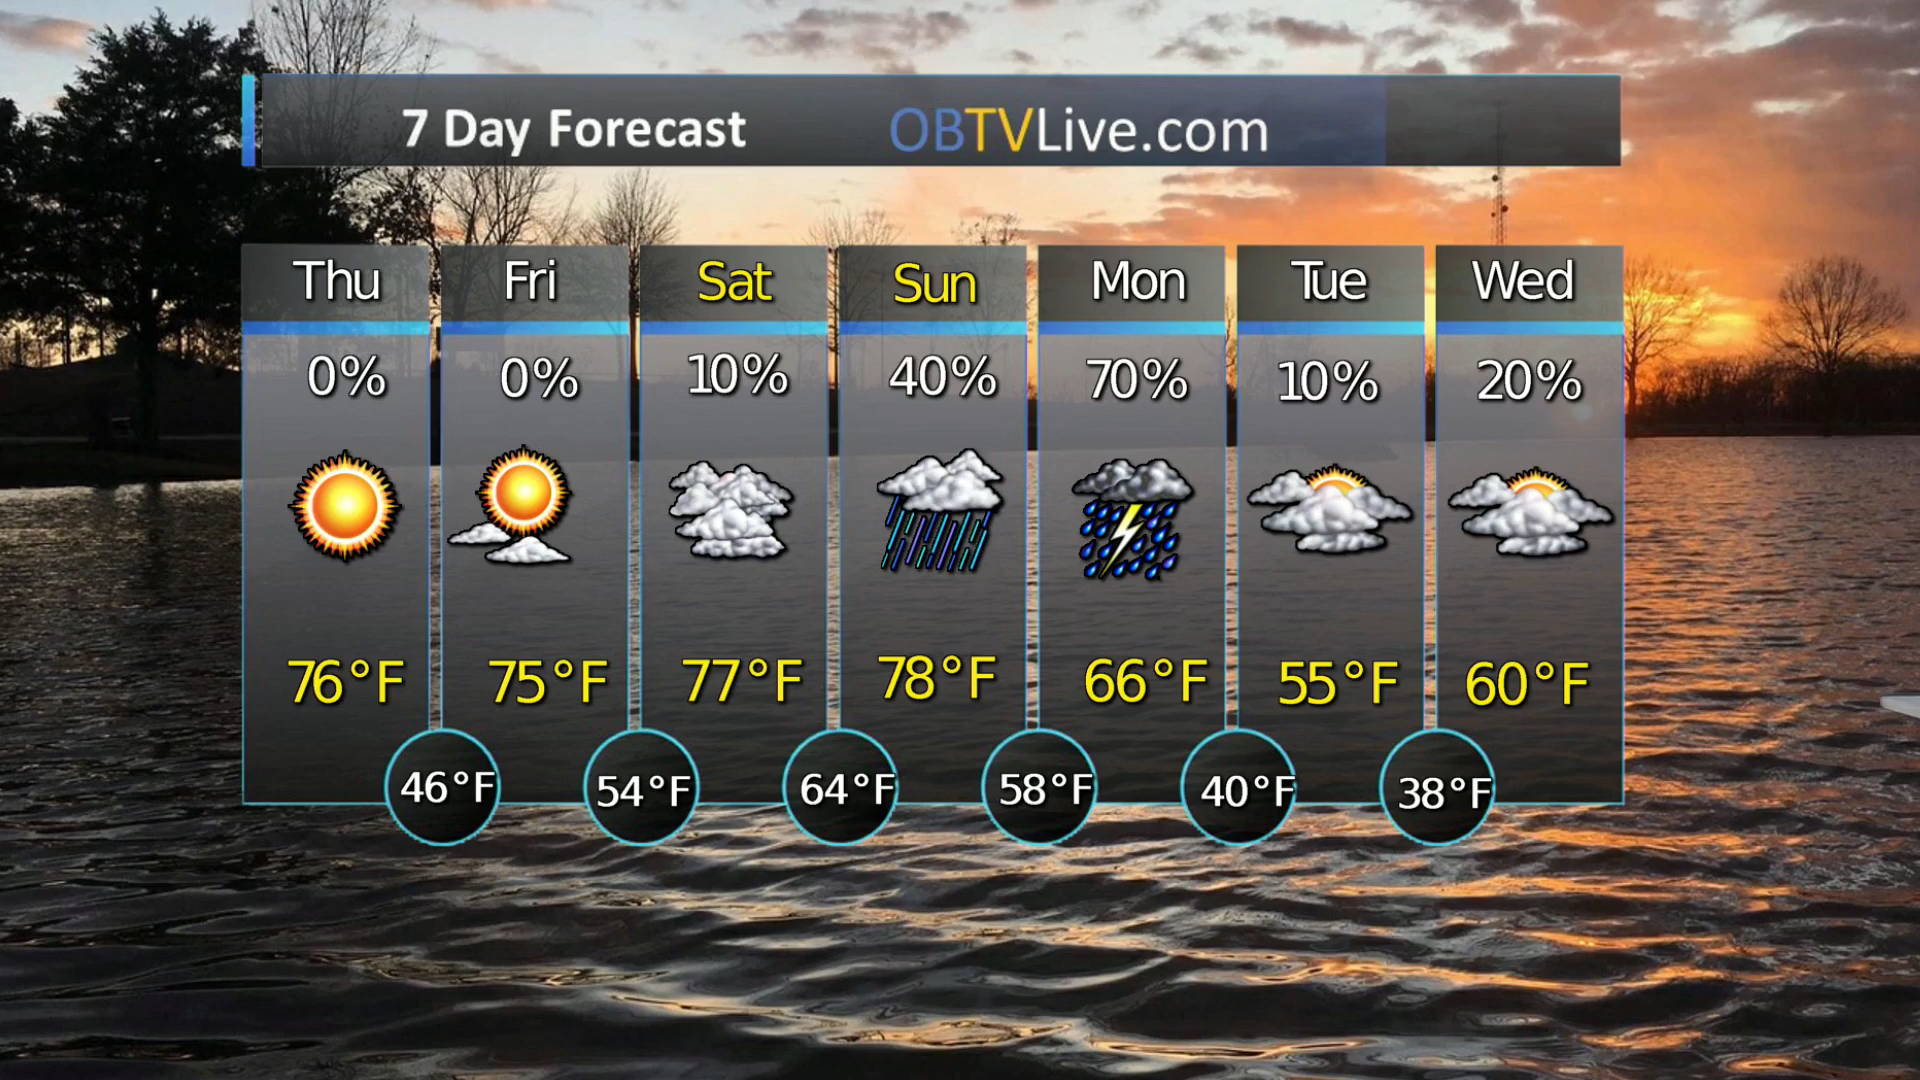 7 Day Forecast OBTVLive.com
Thu Fri Sat Sun Mon Tue Wed
0% 0% 10% 40% 70% 10% 20%
76°F 75°F 77°F 78°F 66°F 55°F 60°F
46°F 54°F 64°F 58°F 40°F 38°F